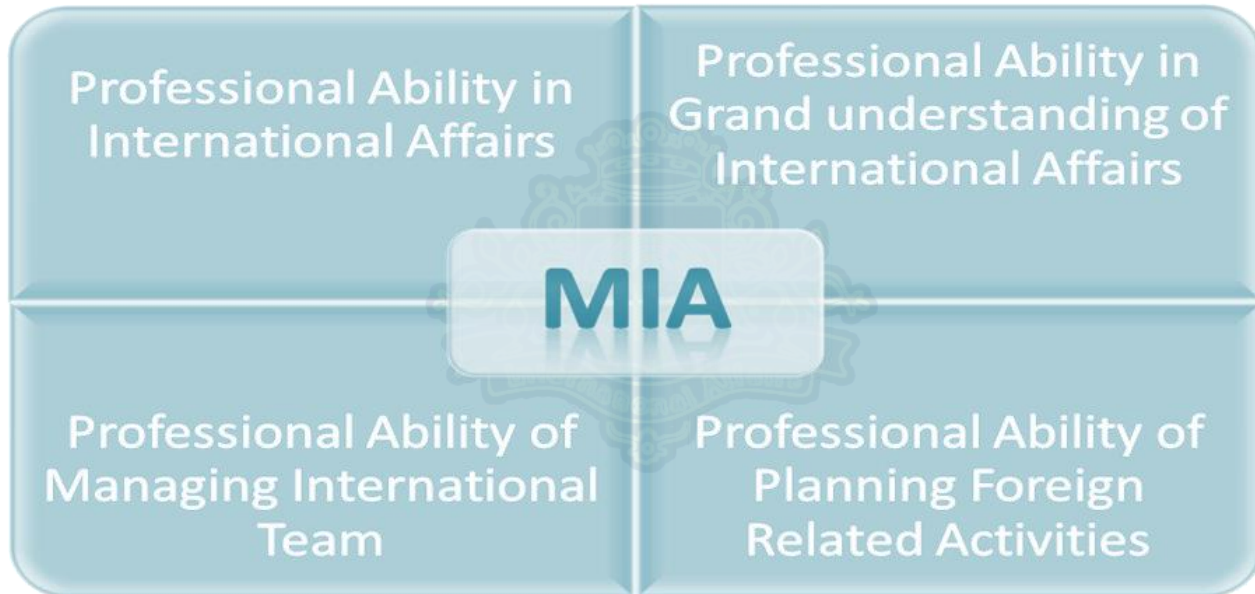 Professional Ability in
International Affairs
Professional Ability in
Grand understanding of
International Affairs
MIA
Professional Ability of
Managing International
Team
Professional Ability of
Planning Foreign
Related Activities